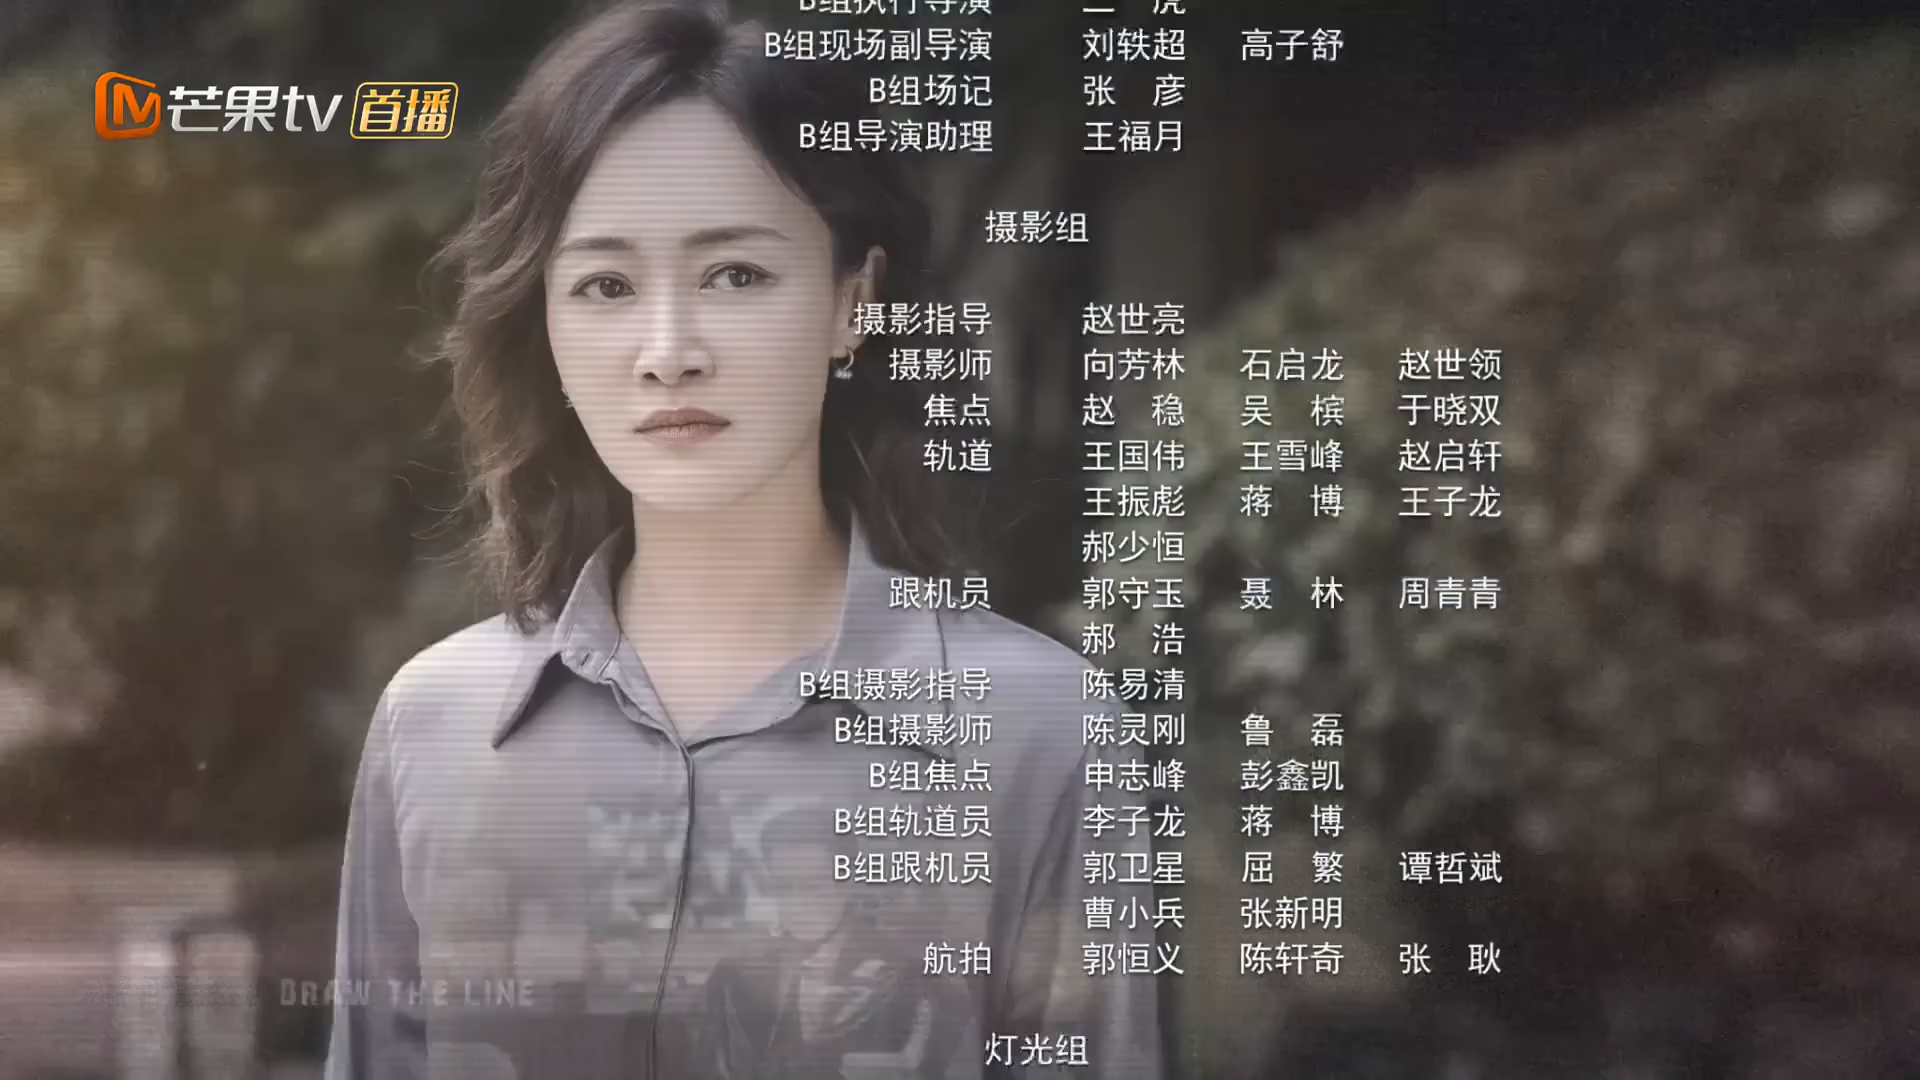 B组执行导演
B组现场副导演 刘轶超 高子舒
芒果tv 首播
B组场记 张 彦
B组导演助理 王福月
摄影组
摄影指导 赵世亮
摄影师 向芳林 石启龙 赵世领
焦点 赵 稳 吴 槟 于晓双
轨道 王国伟 王雪峰 赵启轩
王振彪 蒋 博 王子龙
郝少恒
跟机员 郭守玉 聂 林 周青青
郝 浩
B组摄影指导 陈易清
B组摄影师 陈灵刚 鲁 磊
B组焦点 申志峰 彭鑫凯
B组轨道员 李子龙 蒋 博
B组跟机员 郭卫星 屈 繁 谭哲斌
曹小兵 张新明
航拍 郭恒义 陈轩奇 张 耿
DRAW THE LINE
灯光组